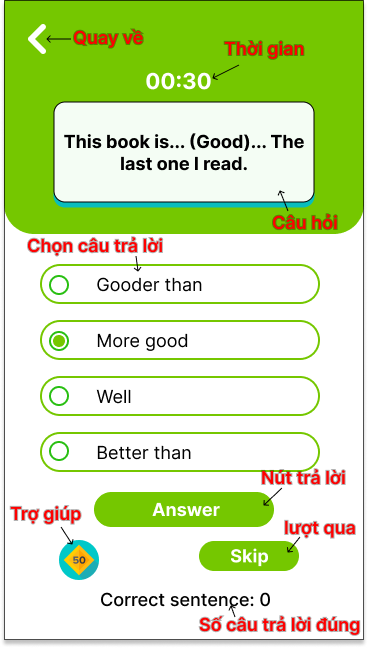 Quay về
Thời gian
00:30
This book is... (Good)... The
last one I read.
Câu hỏi
Chọn câu trả lời
Gooder than
More good
Well
Better than
Nút trả lời
Answer
Trợ giúp
lượt qua
50
Skip
Correct sentence: 0
Số câu trả lời đúng